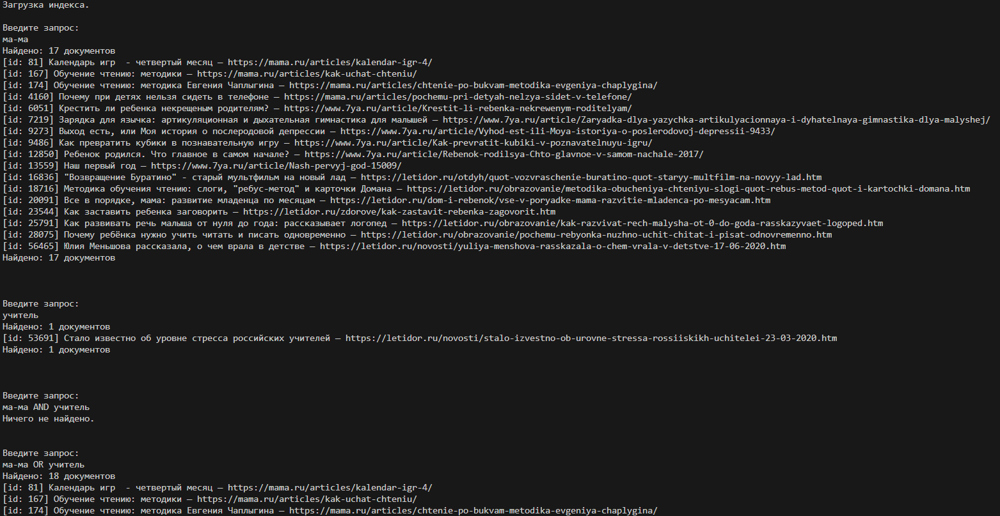 Загрузка индекса.
Введите запрос:
ма-ма
Найдено: 17 документов
[id: 81] Календарь игр  - четвертый месяц — https://mama.ru/articles/kalendar-igr-4/
[id: 167] Обучение чтению: методики — https://mama.ru/articles/kak-uchat-chteniu/
[id: 174] Обучение чтению: методика Евгения Чаплыгина — https://mama.ru/articles/chtenie-po-bukvam-metodika-evgeniya-chaplygina/
[id: 4160] Почему при детях нельзя сидеть в телефоне — https://mama.ru/articles/pochemu-pri-detyah-nelzya-sidet-v-telefone/
[id: 6051] Крестить ли ребенка некрещеным родителям? — https://www.7ya.ru/article/Krestit-li-rebenka-nekrewenym-roditelyam/
[id: 7219] Зарядка для язычка: артикуляционная и дыхательная гимнастика для малышей — https://www.7ya.ru/article/Zaryadka-dlya-yazychka-artikulyacionnaya-i-dyhatelnaya-gimnastika-dlya-malyshej/
[id: 9273] Выход есть, или Моя история о послеродовой депрессии — https://www.7ya.ru/article/Vyhod-est-ili-Moya-istoriya-o-poslerodovoj-depressii-9433/
[id: 9486] Как превратить кубики в познавательную игру — https://www.7ya.ru/article/Kak-prevratit-kubiki-v-poznavatelnuyu-igru/
[id: 12850] Ребенок родился. Что главное в самом начале? — https://www.7ya.ru/article/Rebenok-rodilsya-Chto-glavnoe-v-samom-nachale-2017/
[id: 13559] Наш первый год — https://www.7ya.ru/article/Nash-pervyj-god-15009/
[id: 16836] "Возвращение Буратино" - старый мультфильм на новый лад — https://letidor.ru/otdyh/quot-vozvraschenie-buratino-quot-staryy-multfilm-na-novyy-lad.htm
[id: 18716] Методика обучения чтению: слоги, "ребус-метод" и карточки Домана — https://letidor.ru/obrazovanie/metodika-obucheniya-chteniyu-slogi-quot-rebus-metod-quot-i-kartochki-domana.htm
[id: 20091] Все в порядке, мама: развитие младенца по месяцам — https://letidor.ru/dom-i-rebenok/vse-v-poryadke-mama-razvitie-mladenca-po-mesyacam.htm
[id: 23544] Как заставить ребенка заговорить — https://letidor.ru/zdorove/kak-zastavit-rebenka-zagovorit.htm
[id: 25791] Как развивать речь малыша от нуля до года: рассказывает логопед — https://letidor.ru/obrazovanie/kak-razvivat-rech-malysha-ot-0-do-goda-rasskazyvaet-logoped.htm
[id: 28075] Почему ребёнка нужно учить читать и писать одновременно — https://letidor.ru/obrazovanie/pochemu-rebyonka-nuzhno-uchit-chitat-i-pisat-odnovremenno.htm
[id: 56465] Юлия Меньшова рассказала, о чем врала в детстве — https://letidor.ru/novosti/yuliya-menshova-rasskazala-o-chem-vrala-v-detstve-17-06-2020.htm
Найдено: 17 документов
Введите запрос:
учитель
Найдено: 1 документов
[id: 53691] Стало известно об уровне стресса российских учителей — https://letidor.ru/novosti/stalo-izvestno-ob-urovne-stressa-rossiiskikh-uchitelei-23-03-2020.htm
Найдено: 1 документов
Введите запрос:
ма-ма AND учитель
Ничего не найдено.
Введите запрос:
ма-ма OR учитель
Найдено: 18 документов
[id: 81] Календарь игр  - четвертый месяц — https://mama.ru/articles/kalendar-igr-4/
[id: 167] Обучение чтению: методики — https://mama.ru/articles/kak-uchat-chteniu/
[id: 174] Обучение чтению: методика Евгения Чаплыгина — https://mama.ru/articles/chtenie-po-bukvam-metodika-evgeniya-chaplygina/